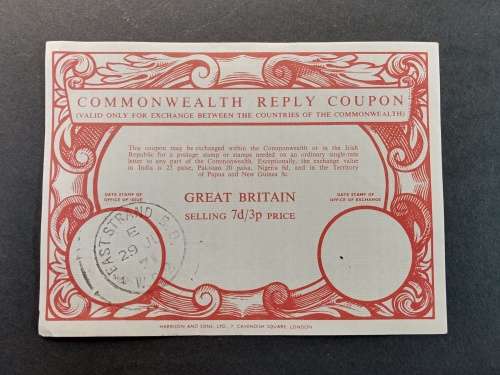 COMMONWEALTH REPLY COUPON
(VALID ONLY FOR EXCHANGE BETWEEN THE COUNTRIES OF THE COMMONWEALTH)
This coupon may be exchanged within the Commonwealth or in the Irish
Republic for a postage stamp or stamps needed on an ordinary single-rate
letter to any part of the Commonwealth. Exceptionally, the exchange value
in India is 25 paise, Pakistan 20 paisa, Nigeria 6d, and in the Territory
of Papua and New Guinea 5c
DATE STAMP OF
OFFICE OF ISSUE
GREAT BRITAIN
SELLING 7d/3p PRICE
DATE STAMP OF
OFFICE OF EXCHANGE
EAST STRAND B.O.
E
29 JU
HARRISON AND SONS, LTD., 7, CAVENDISH SQUARE, LONDON